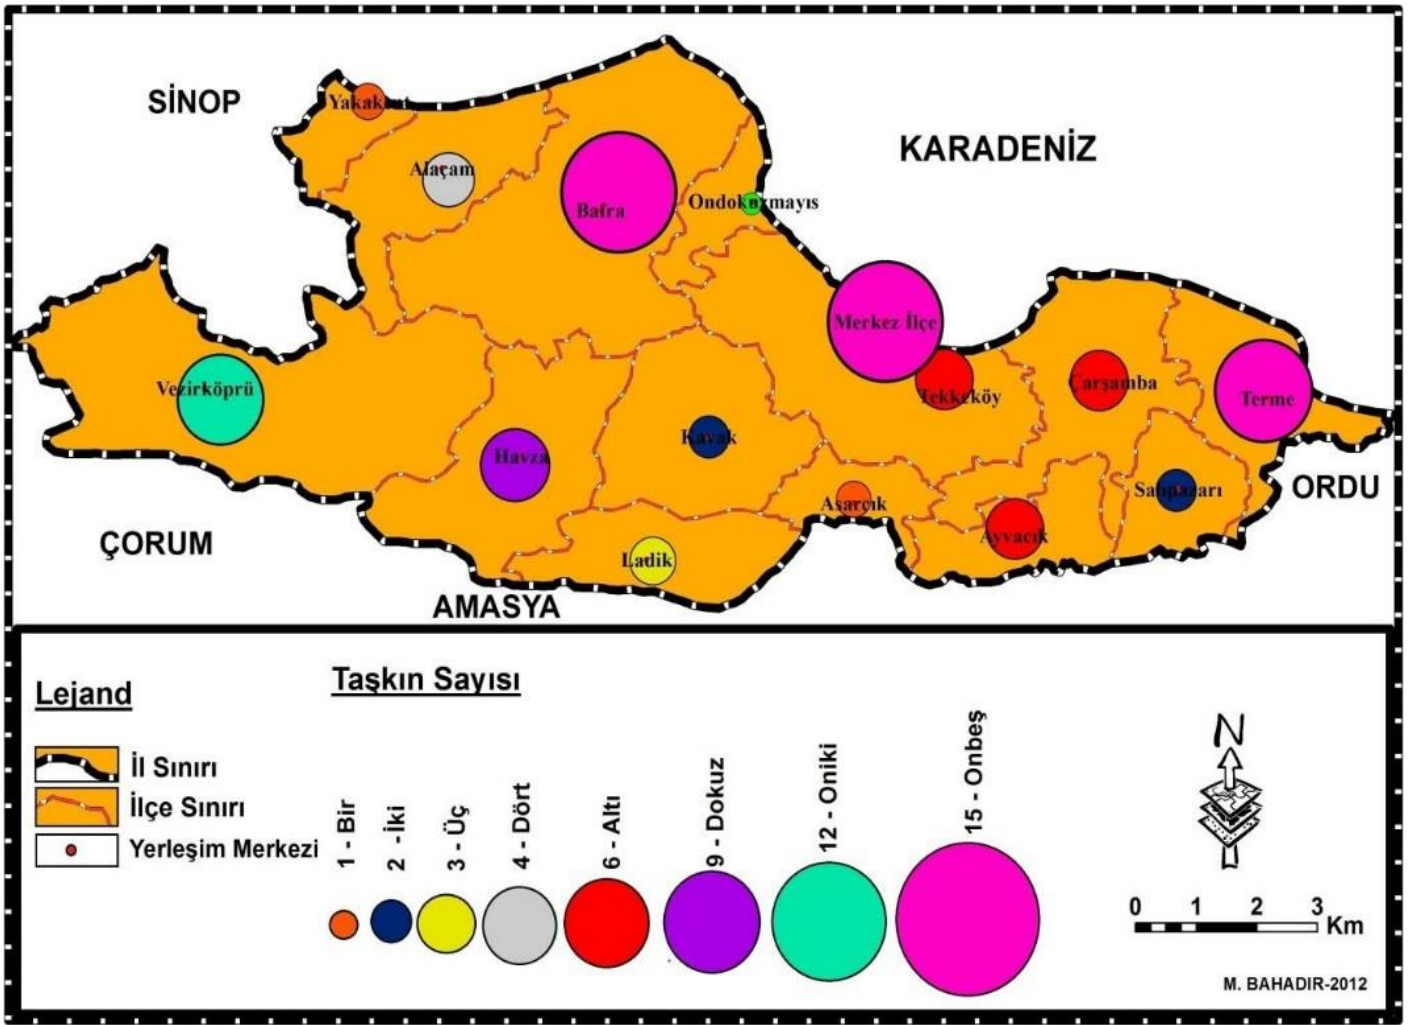 SİNOP
KARADENİZ
Yakakent
Alaçam
Bafra
Ondokuzmayıs
Merkez İlçe
Vezirköprü
Tekkeköy
Çarşamba
Terme
Kavak
Havza
Asarcık
Salıpazarı
ORDU
Ayvacık
ÇORUM
Ladik
AMASYA
Lejand
İl Sınırı
İlçe Sınırı
Yerleşim Merkezi
Taşkın Sayısı
1 - Bir
2 -İki
3 - Üç
4 - Dört
6 - Altı
9 - Dokuz
12 - Oniki
15 - Onbeş
N
0 1 2 3 Km
M. BAHADIR-2012